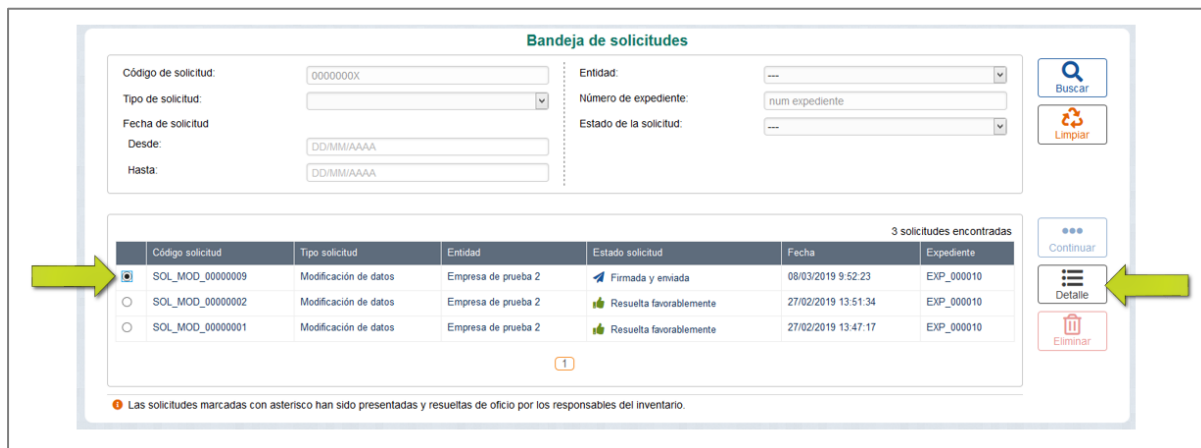 Bandeja de solicitudes
Código de solicitud: 0000000X
Tipo de solicitud:
Fecha de solicitud
Desde: DD/MM/AAAA
Hasta: DD/MM/AAAA
Entidad: ---
Número de expediente: num expediente
Estado de la solicitud: ---
Buscar
Limpiar
3 solicitudes encontradas
Código solicitud Tipo solicitud Entidad Estado solicitud Fecha Expediente
SOL_MOD_00000009 Modificación de datos Empresa de prueba 2 Firmada y enviada 08/03/2019 9:52:23 EXP_000010
SOL_MOD_00000002 Modificación de datos Empresa de prueba 2 Resuelta favorablemente 27/02/2019 13:51:34 EXP_000010
SOL_MOD_00000001 Modificación de datos Empresa de prueba 2 Resuelta favorablemente 27/02/2019 13:47:17 EXP_000010
1
Continuar
Detalle
Eliminar
Las solicitudes marcadas con asterisco han sido presentadas y resueltas de oficio por los responsables del inventario.